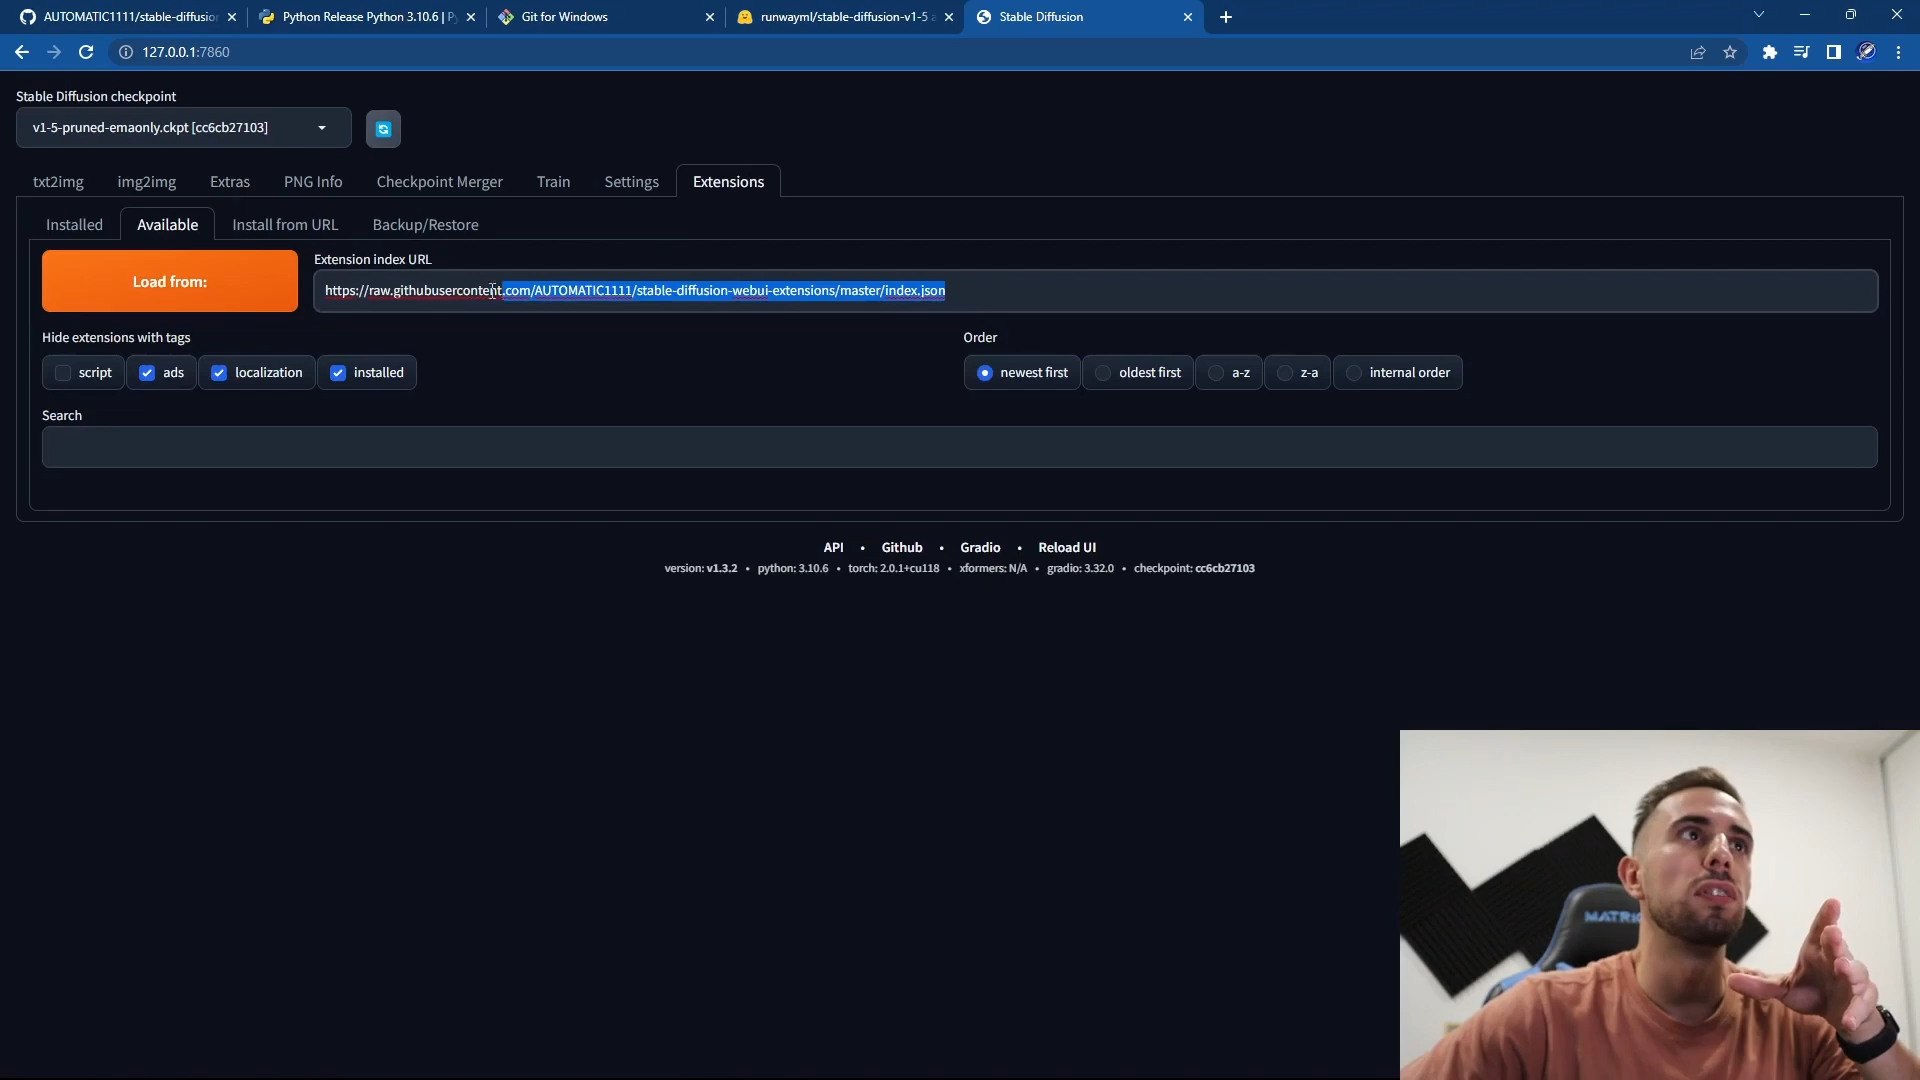 AUTOMATIC1111/stable-diffusion
Python Release Python 3.10.6 | P
Git for Windows
runwayml/stable-diffusion-v1-5 a
Stable Diffusion
127.0.0.1:7860
Stable Diffusion checkpoint
v1-5-pruned-emaonly.ckpt [cc6cb27103]
txt2img img2img Extras PNG Info Checkpoint Merger Train Settings Extensions
Installed Available Install from URL Backup/Restore
Load from:
Extension index URL
https://raw.githubusercontent.com/AUTOMATIC1111/stable-diffusion-webui-extensions/master/index.json
Hide extensions with tags
script ads localization installed
Order
newest first oldest first a-z z-a internal order
Search
API • Github • Gradio • Reload UI
version: v1.3.2 • python: 3.10.6 • torch: 2.0.1+cu118 • xformers: N/A • gradio: 3.32.0 • checkpoint: cc6cb27103